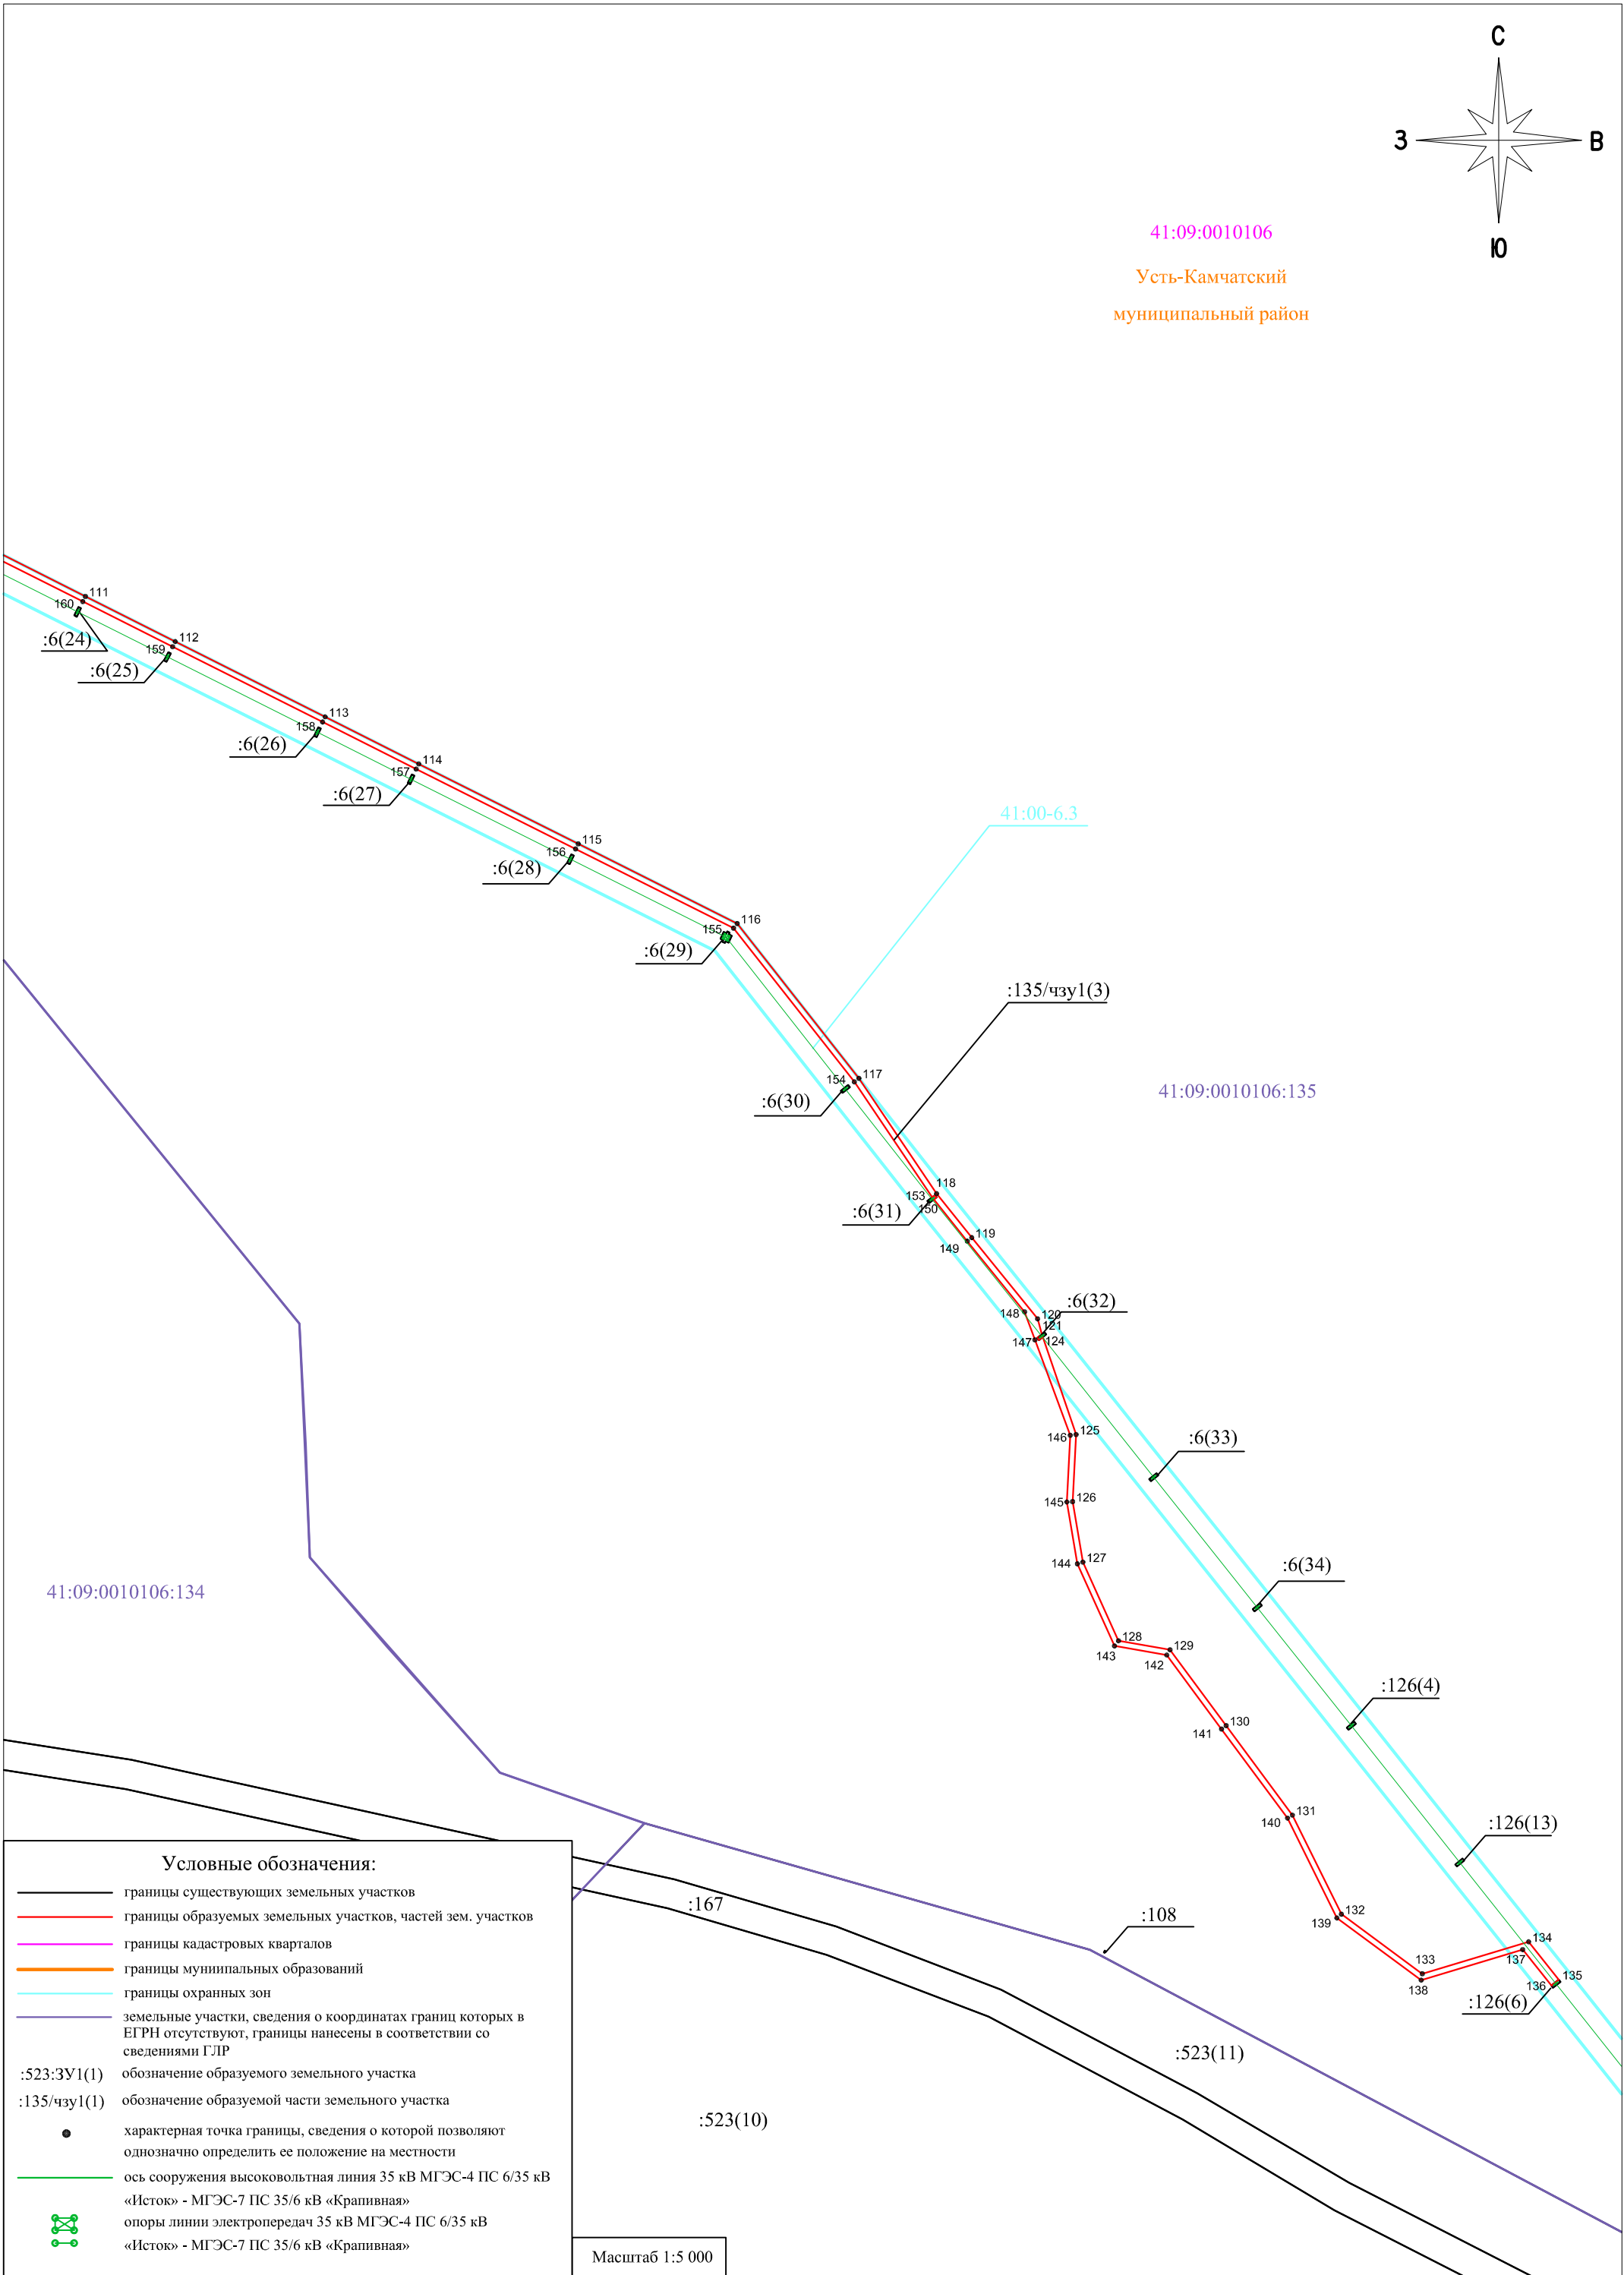 С
З
В
Ю
41:09:0010106
Усть-Камчатский
муниципальный район
111
160
:6(24)
112
159
:6(25)
113
158
:6(26)
114
157
:6(27)
41:00-6.3
115
156
:6(28)
116
155
:6(29)
:135/чзу1(3)
117
154
:6(30)
41:09:0010106:135
118
153
150
:6(31)
119
149
:6(32)
148
120
121
147
124
146
125
:6(33)
145
126
144
127
:6(34)
41:09:0010106:134
128
143
129
142
:126(4)
130
141
131
140
:126(13)
132
139
134
137
133
138
135
136
:126(6)
:167
:108
:523(11)
:523(10)
Условные обозначения:
границы существующих земельных участков
границы образуемых земельных участков, частей зем. участков
границы кадастровых кварталов
границы муниипальных образований
границы охранных зон
земельные участки, сведения о координатах границ которых в
ЕГРН отсутствуют, границы нанесены в соответствии со
сведениями ГЛР
:523:ЗУ1(1) обозначение образуемого земельного участка
:135/чзу1(1) обозначение образуемой части земельного участка
характерная точка границы, сведения о которой позволяют
однозначно определить ее положение на местности
ось сооружения высоковольтная линия 35 кВ МГЭС-4 ПС 6/35 кВ
«Исток» - МГЭС-7 ПС 35/6 кВ «Крапивная»
опоры линии электропередач 35 кВ МГЭС-4 ПС 6/35 кВ
«Исток» - МГЭС-7 ПС 35/6 кВ «Крапивная»
Масштаб 1:5 000